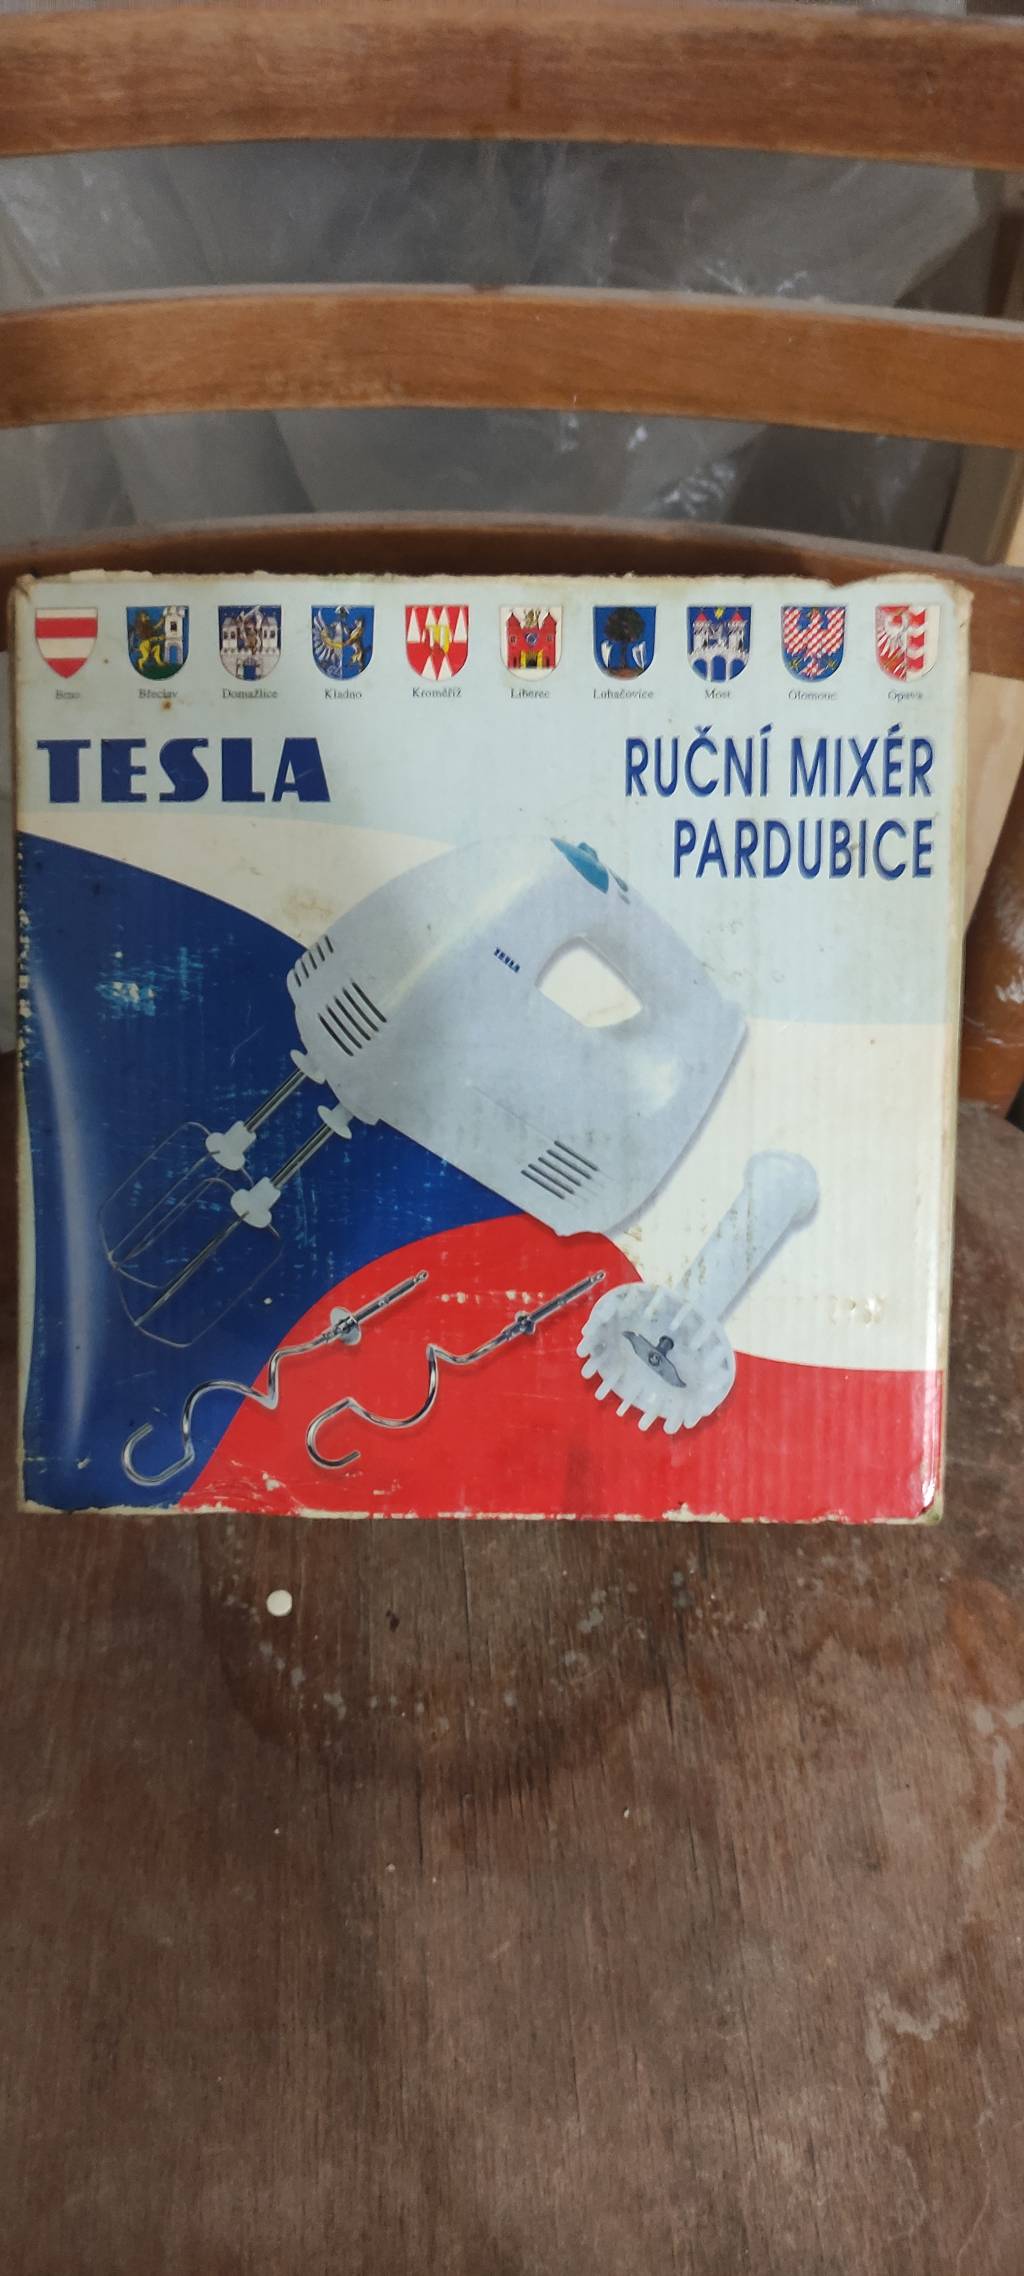 Brno Břeclav Domažlice Kladno Kroměříž Liberec Luhačovice Most Olomouc Opava
TESLA
RUČNÍ MIXÉR
PARDUBICE
TESLA